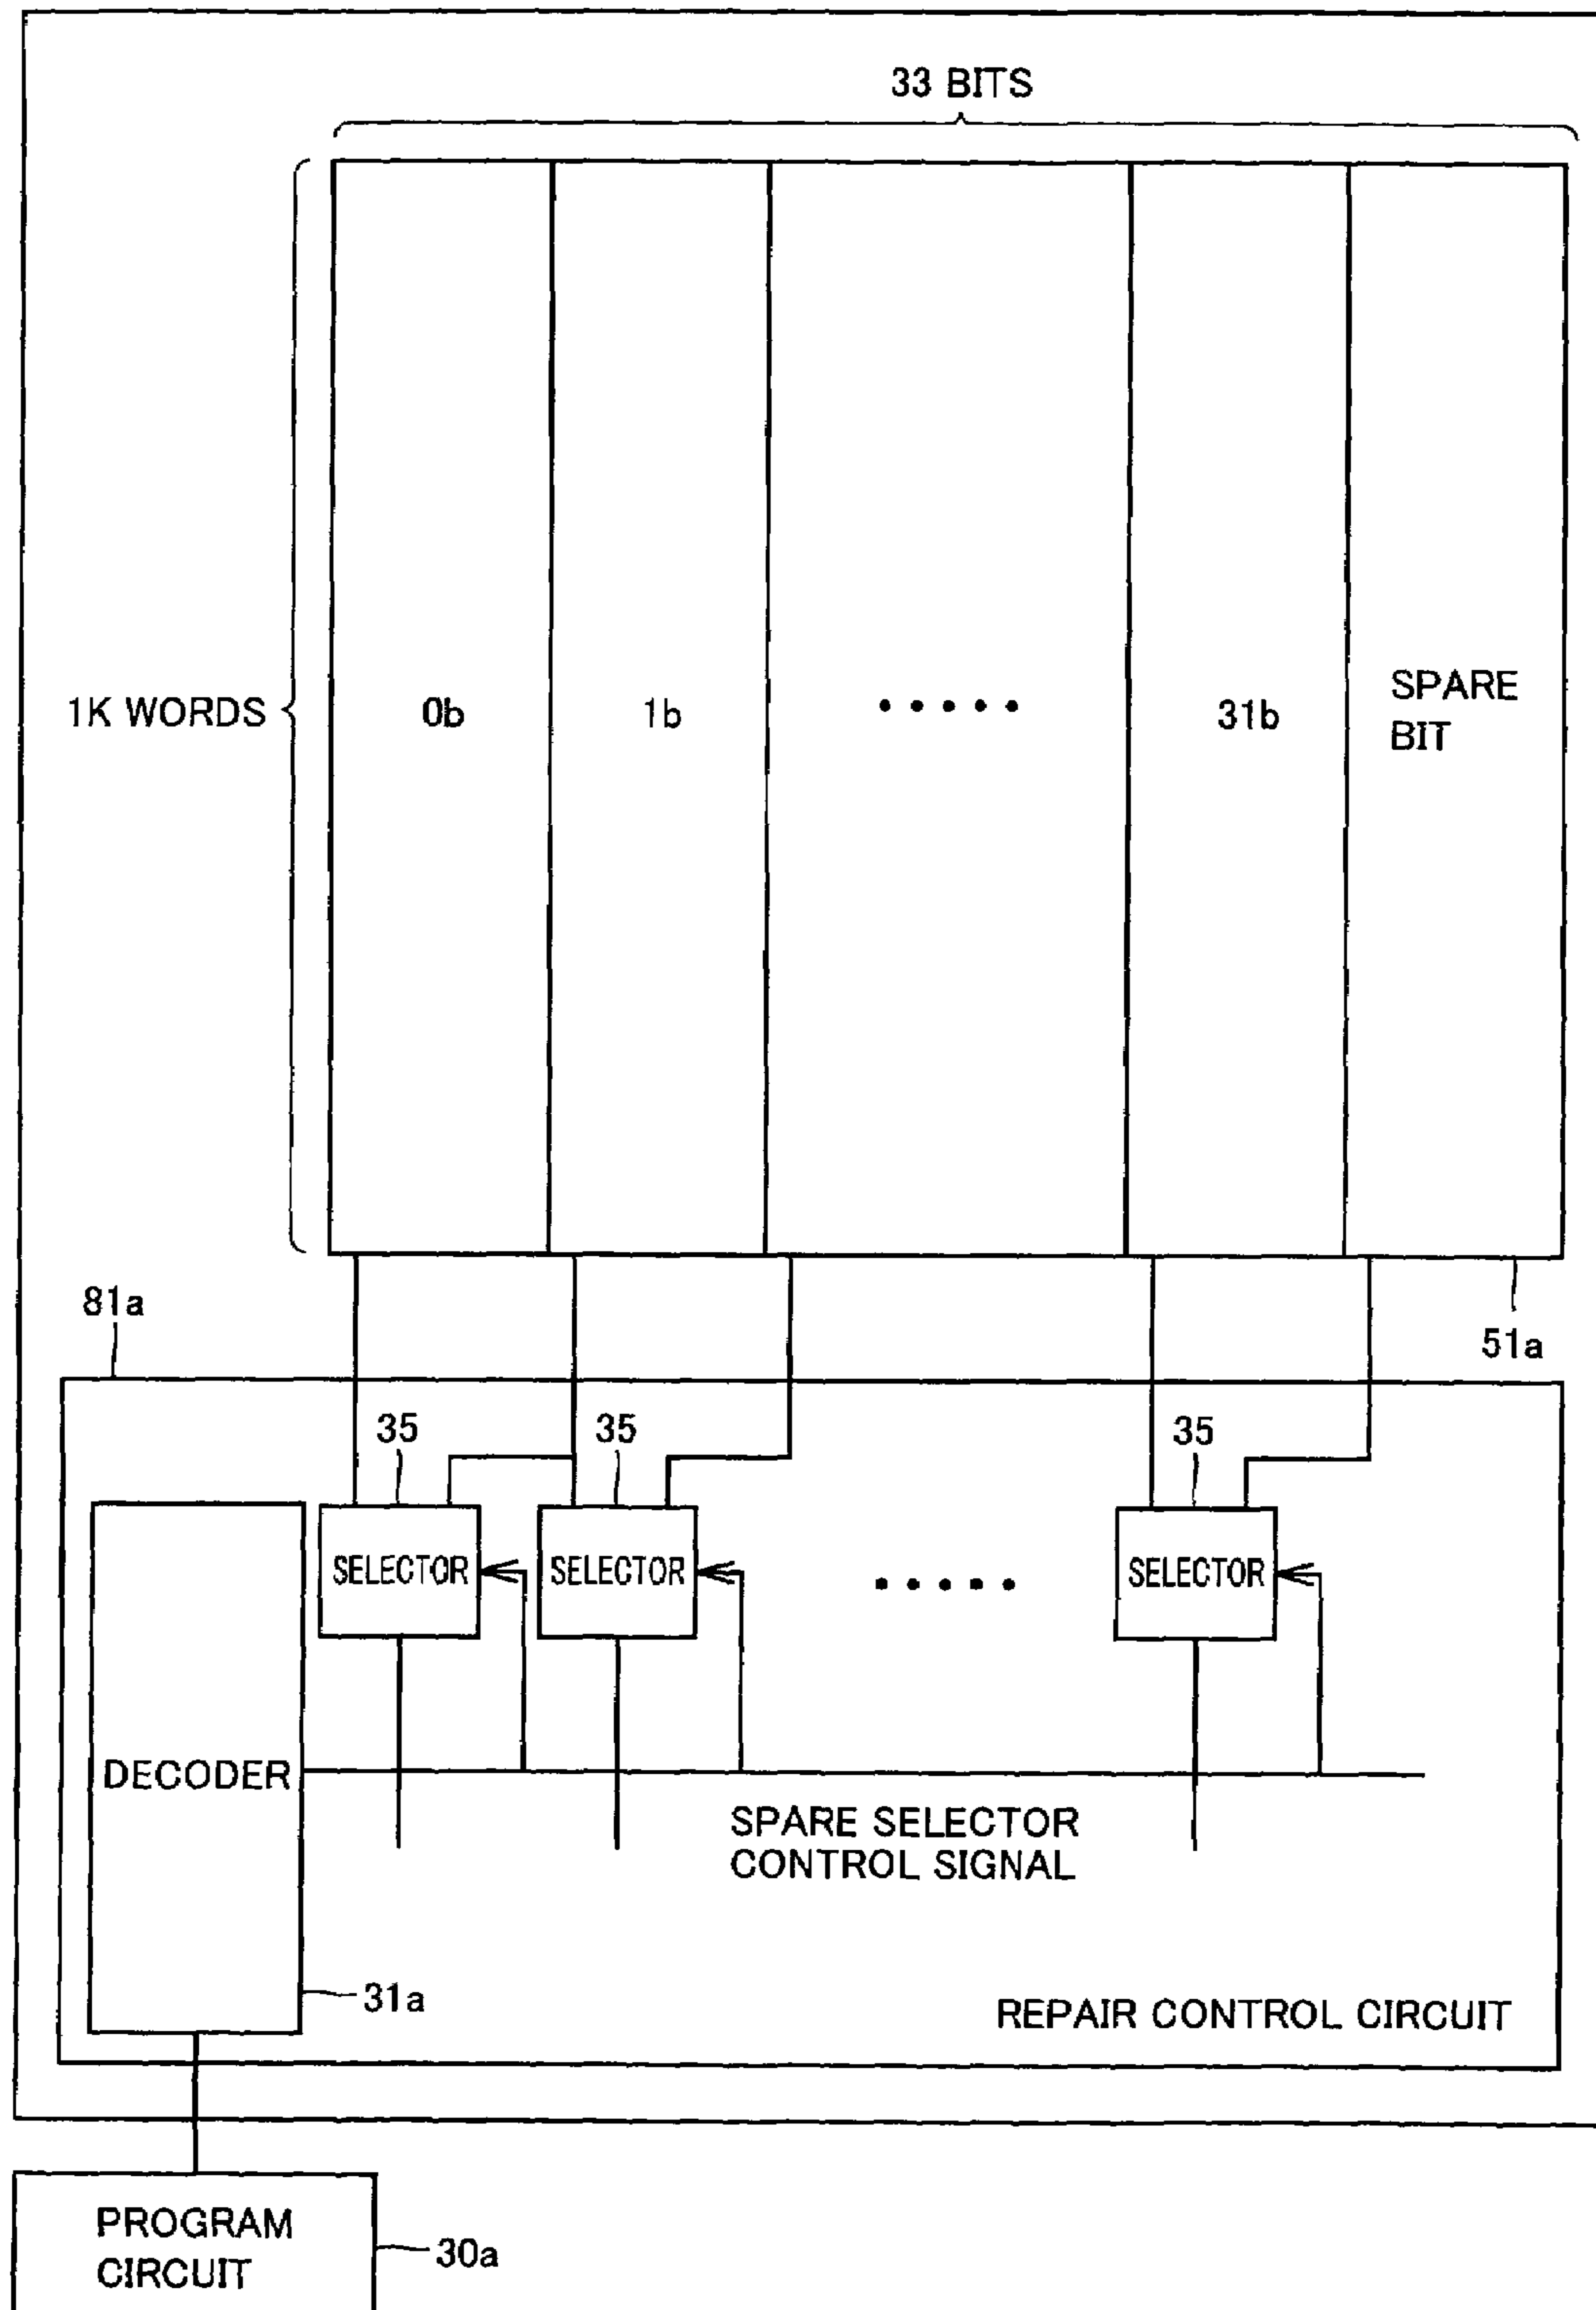 33 BITS
1K WORDS
0b
1b
31b
SPARE
BIT
81a
51a
35
35
35
SELECTOR
SELECTOR
SELECTOR
DECODER
SPARE SELECTOR
CONTROL SIGNAL
31a
REPAIR CONTROL CIRCUIT
PROGRAM
CIRCUIT
30a